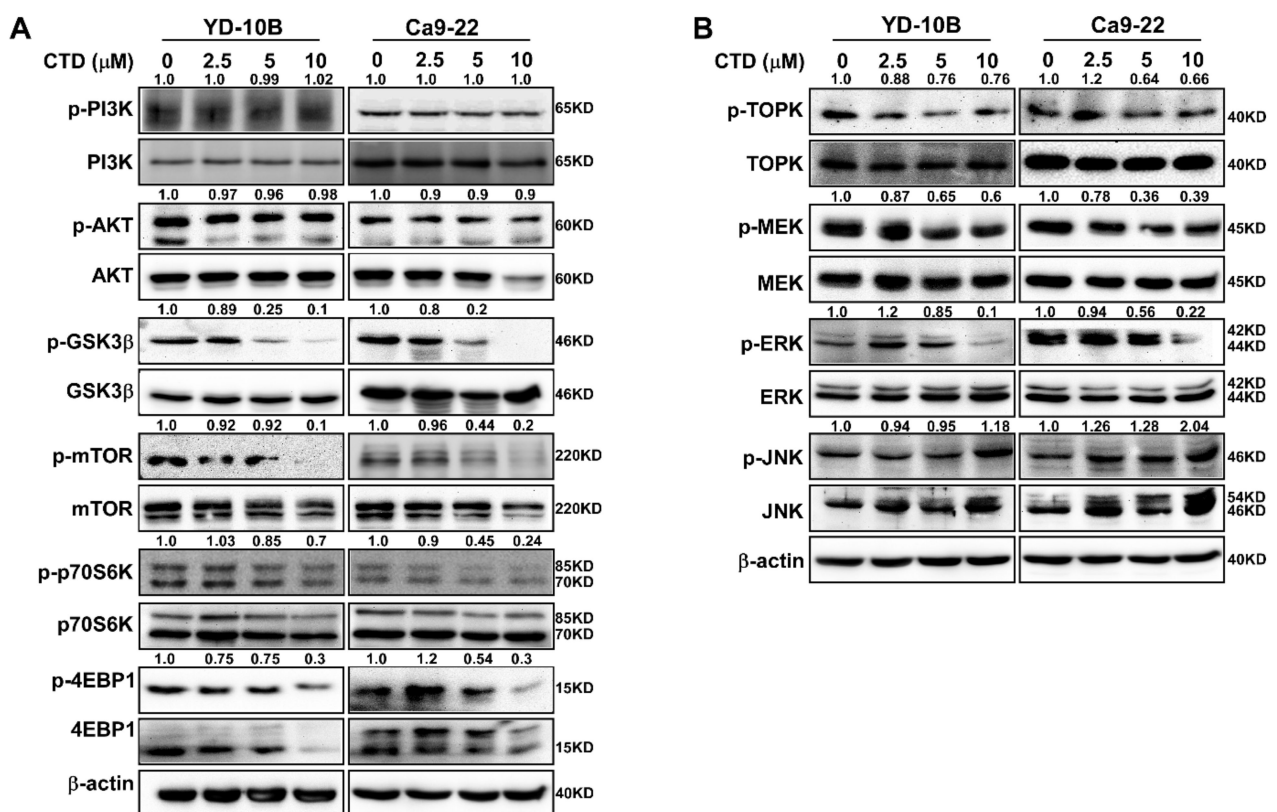 A
YD-10B Ca9-22
CTD (μM) 0 2.5 5 10 0 2.5 5 10
1.0 1.0 0.99 1.02 1.0 1.0 1.0 1.0
p-PI3K 65KD
PI3K 65KD
1.0 0.97 0.96 0.98 1.0 0.9 0.9 0.9
p-AKT 60KD
AKT 60KD
1.0 0.89 0.25 0.1 1.0 0.8 0.2
p-GSK3β 46KD
GSK3β 46KD
1.0 0.92 0.92 0.1 1.0 0.96 0.44 0.2
p-mTOR 220KD
mTOR 220KD
1.0 1.03 0.85 0.7 1.0 0.9 0.45 0.24
p-p70S6K 85KD
70KD
p70S6K 85KD
70KD
1.0 0.75 0.75 0.3 1.0 1.2 0.54 0.3
p-4EBP1 15KD
4EBP1 15KD
β-actin 40KD
B
YD-10B Ca9-22
CTD (μM) 0 2.5 5 10 0 2.5 5 10
1.0 0.88 0.76 0.76 1.0 1.2 0.64 0.66
p-TOPK 40KD
TOPK 40KD
1.0 0.87 0.65 0.6 1.0 0.78 0.36 0.39
p-MEK 45KD
MEK 45KD
1.0 1.2 0.85 0.1 1.0 0.94 0.56 0.22
p-ERK 42KD
44KD
ERK 42KD
44KD
1.0 0.94 0.95 1.18 1.0 1.26 1.28 2.04
p-JNK 46KD
JNK 54KD
46KD
β-actin 40KD